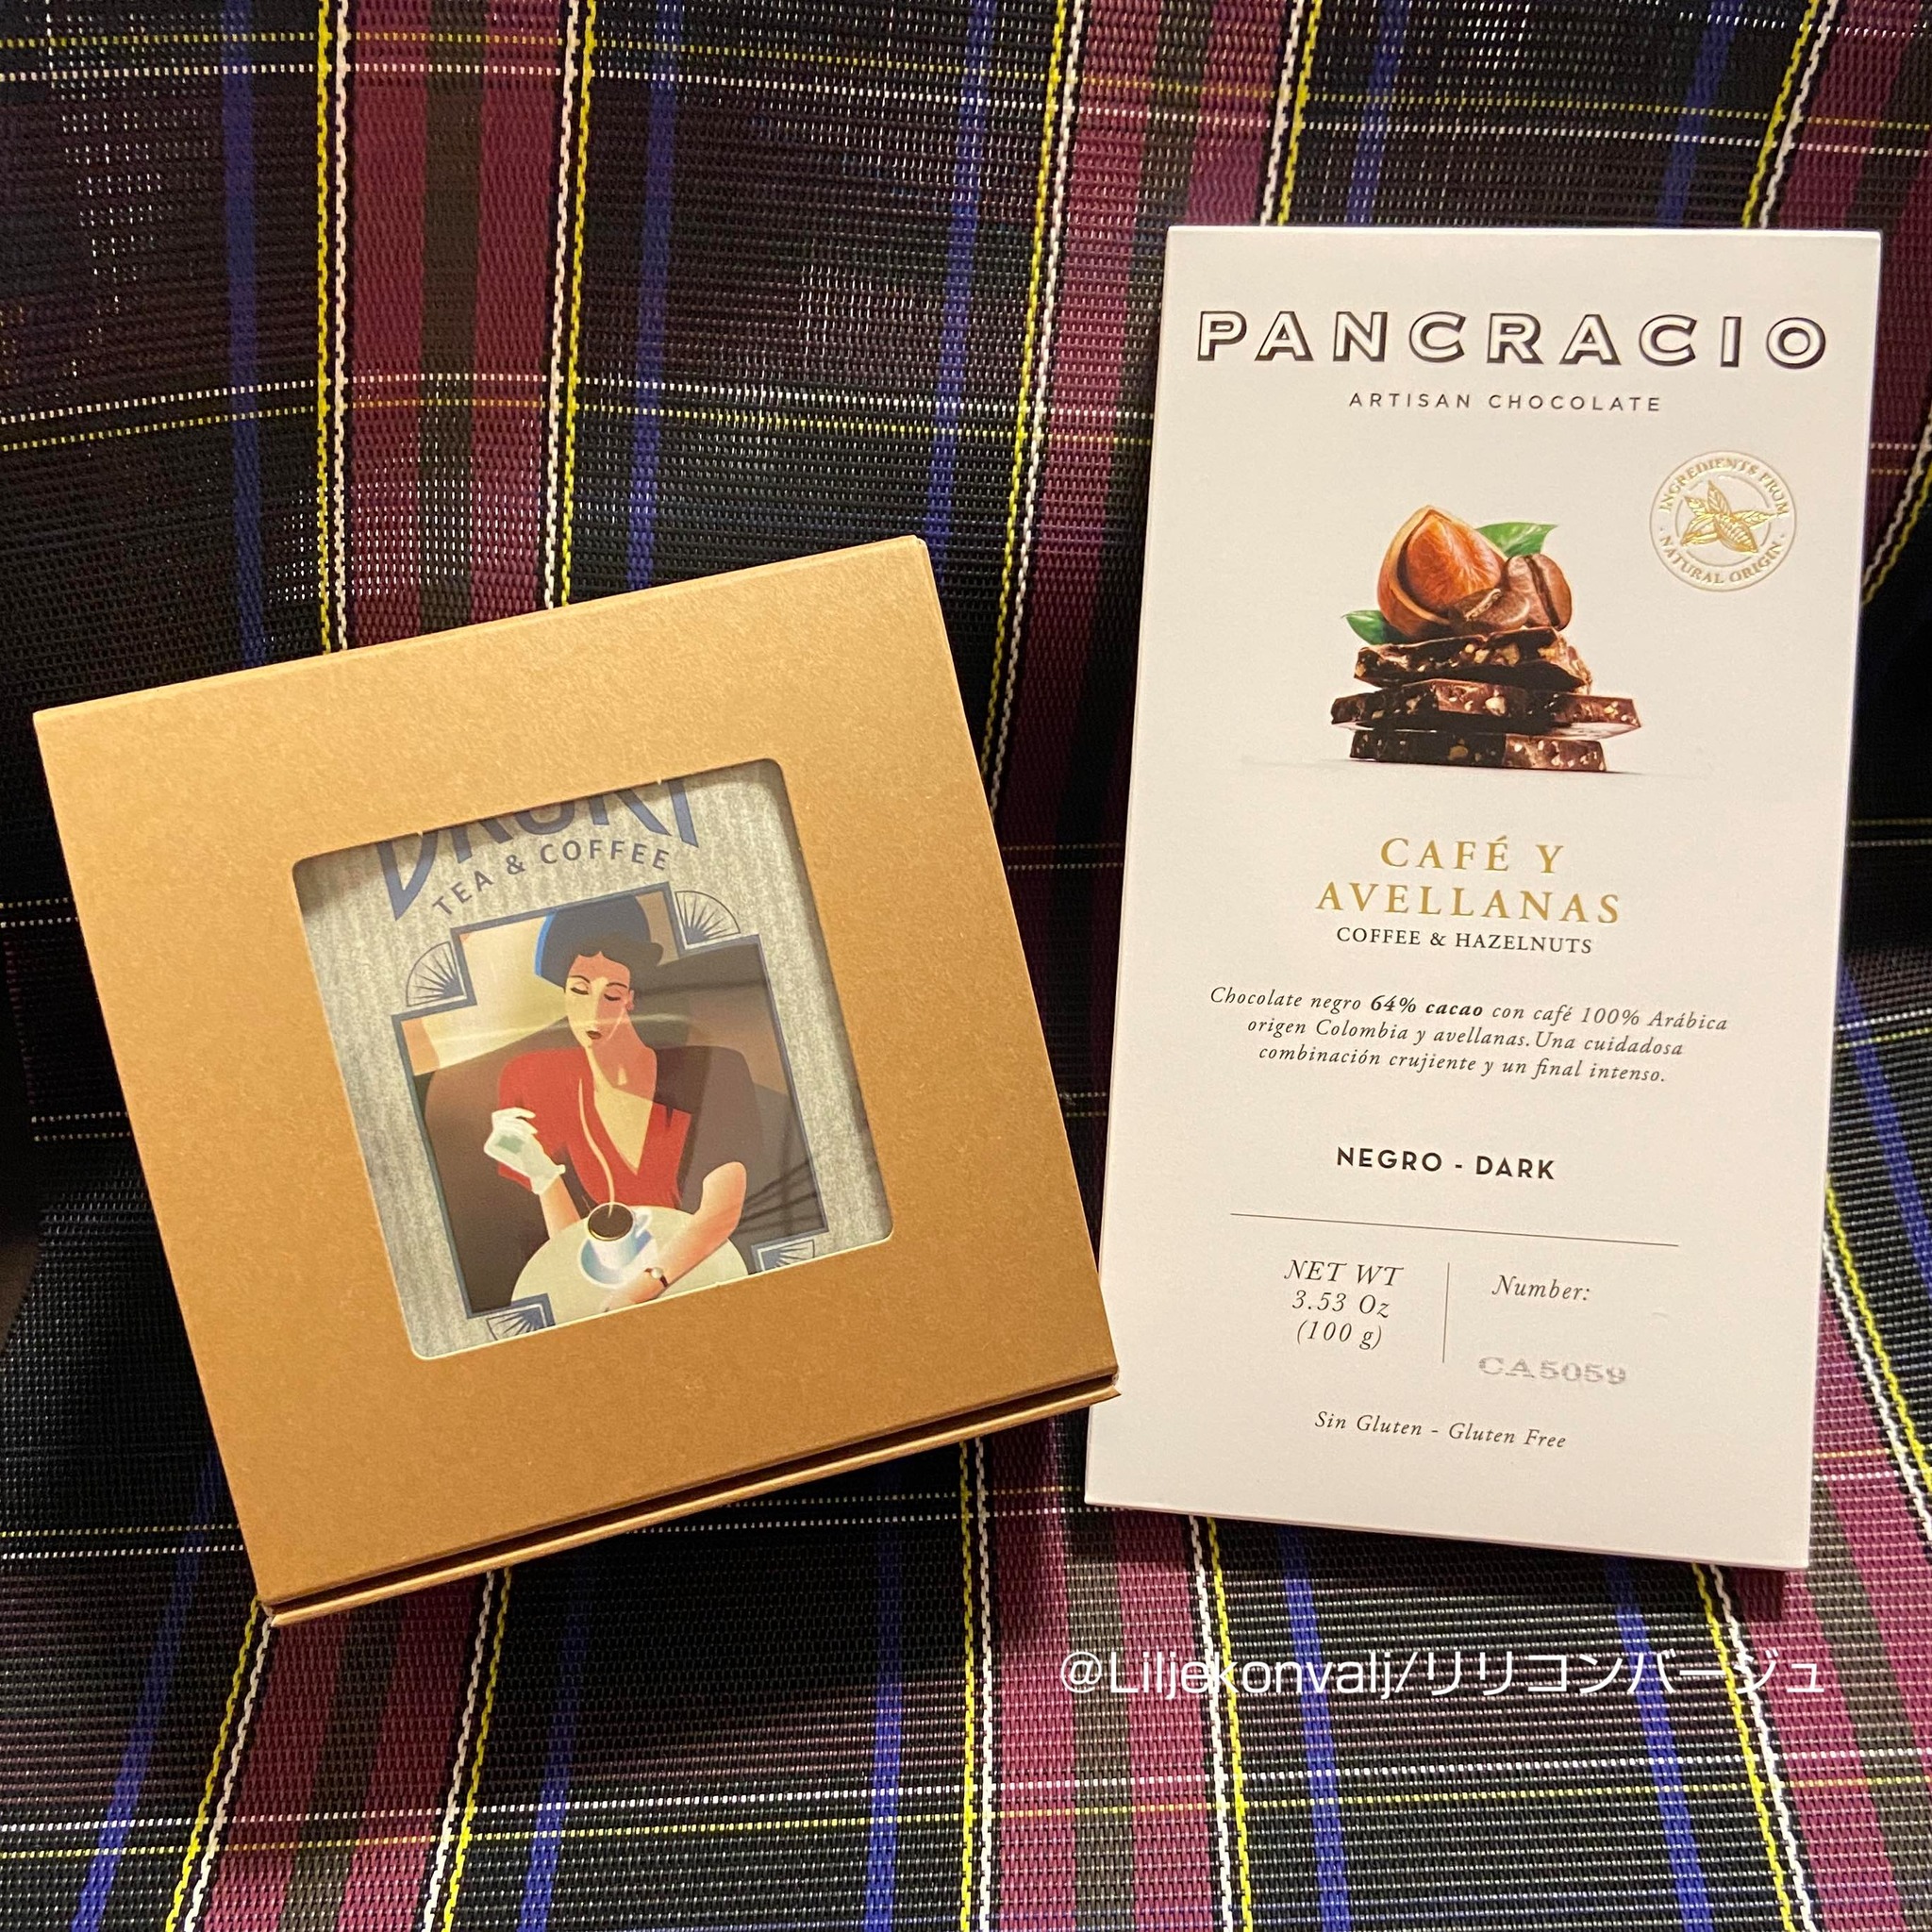 TEA & COFFEE
PANCRACIO
ARTISAN CHOCOLATE
INGREDIENTS FROM
NATURAL ORIGIN
CAFÉ Y
AVELLANAS
COFFEE & HAZELNUTS
Chocolate negro 64% cacao con café 100% Arábica
origen Colombia y avellanas. Una cuidadosa
combinación crujiente y un final intenso.
NEGRO - DARK
NET WT
3.53 Oz
(100 g)
Number:
CA5059
Sin Gluten - Gluten Free
@Liljekonvalj/リリコンバージュ